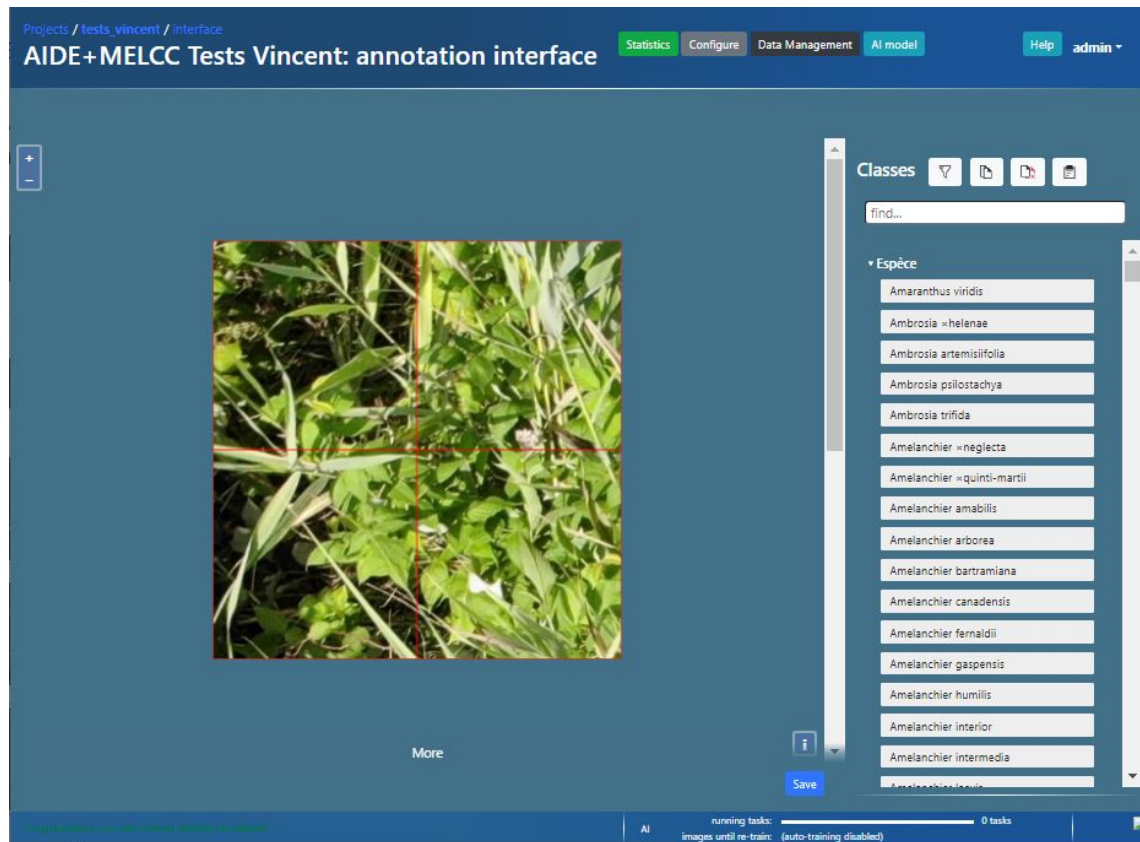 Projects / tests_vincent / interface
AIDE+MELCC Tests Vincent: annotation interface
Statistics
Configure
Data Management
AI model
Help
admin
+
−
Classes
find...
Espèce
Amaranthus viridis
Ambrosia ×helenae
Ambrosia artemisiifolia
Ambrosia psilostachya
Ambrosia trifida
Amelanchier ×neglecta
Amelanchier ×quinti-martii
Amelanchier amabilis
Amelanchier arborea
Amelanchier bartramiana
Amelanchier canadensis
Amelanchier fernaldii
Amelanchier gaspensis
Amelanchier humilis
Amelanchier interior
Amelanchier intermedia
More
i
Save
AI
running tasks: 0 tasks
images until re-train: (auto-training disabled)